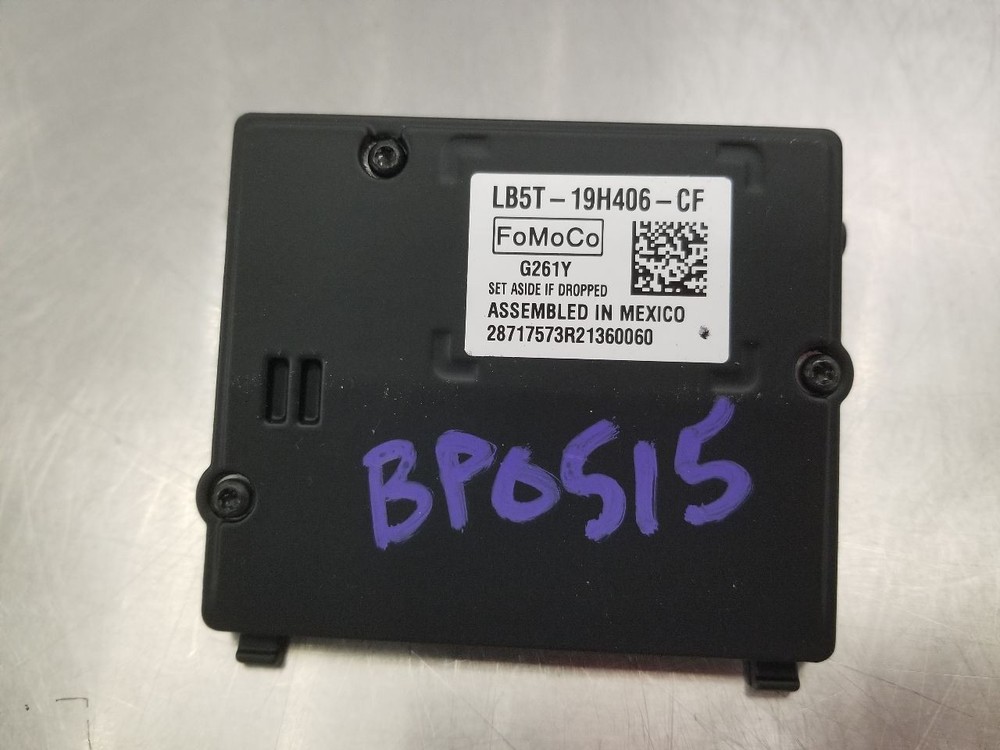 LB5T-19H406-CF
FoMoCo
G261Y
SET ASIDE IF DROPPED
ASSEMBLED IN MEXICO
28717573R21360060
BP0515